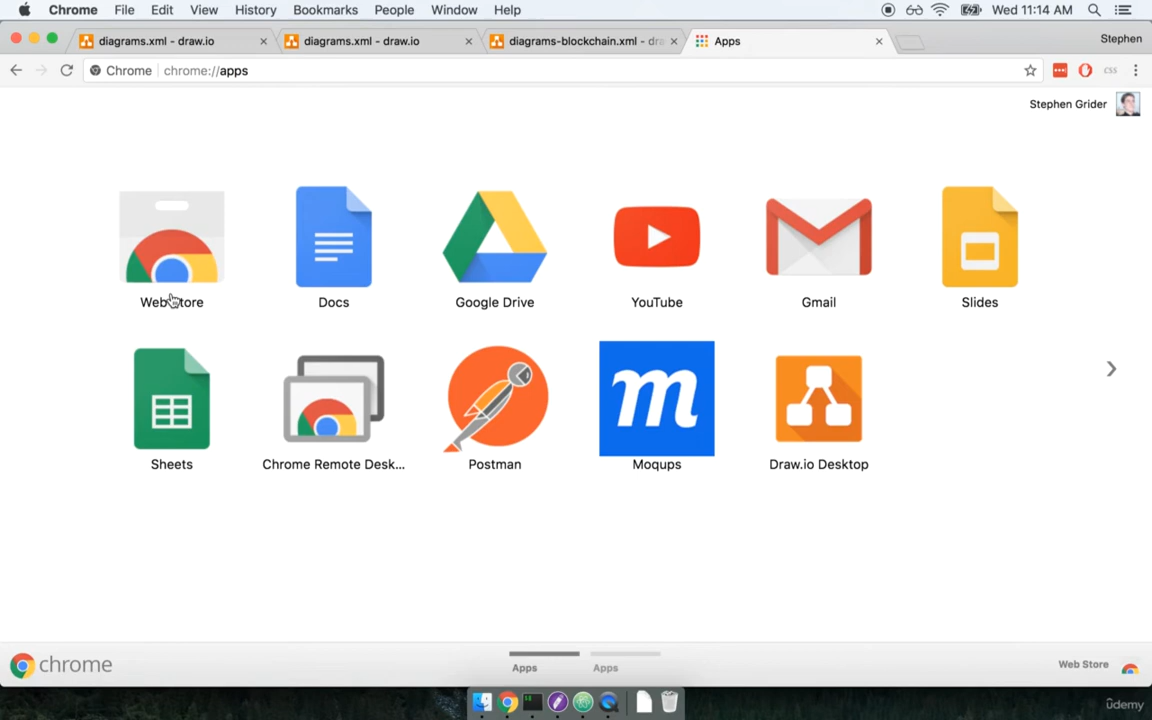 Chrome File Edit View History Bookmarks People Window Help Wed 11:14 AM
diagrams.xml - draw.io diagrams.xml - draw.io diagrams-blockchain.xml - dra Apps Stephen
Chrome chrome://apps CSS
Stephen Grider
Web Store Docs Google Drive YouTube Gmail Slides
m
Sheets Chrome Remote Desk... Postman Moqups Draw.io Desktop
chrome Apps Apps Web Store
ûdemy